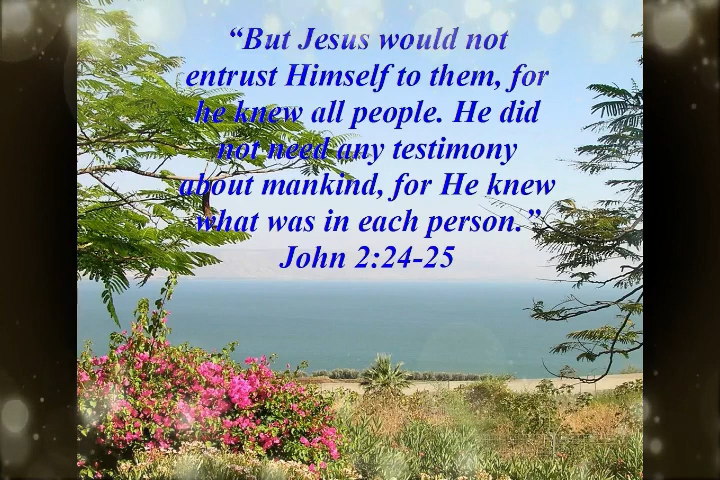 “But Jesus would not
entrust Himself to them, for
he knew all people. He did
not need any testimony
about mankind, for He knew
what was in each person.”
John 2:24-25